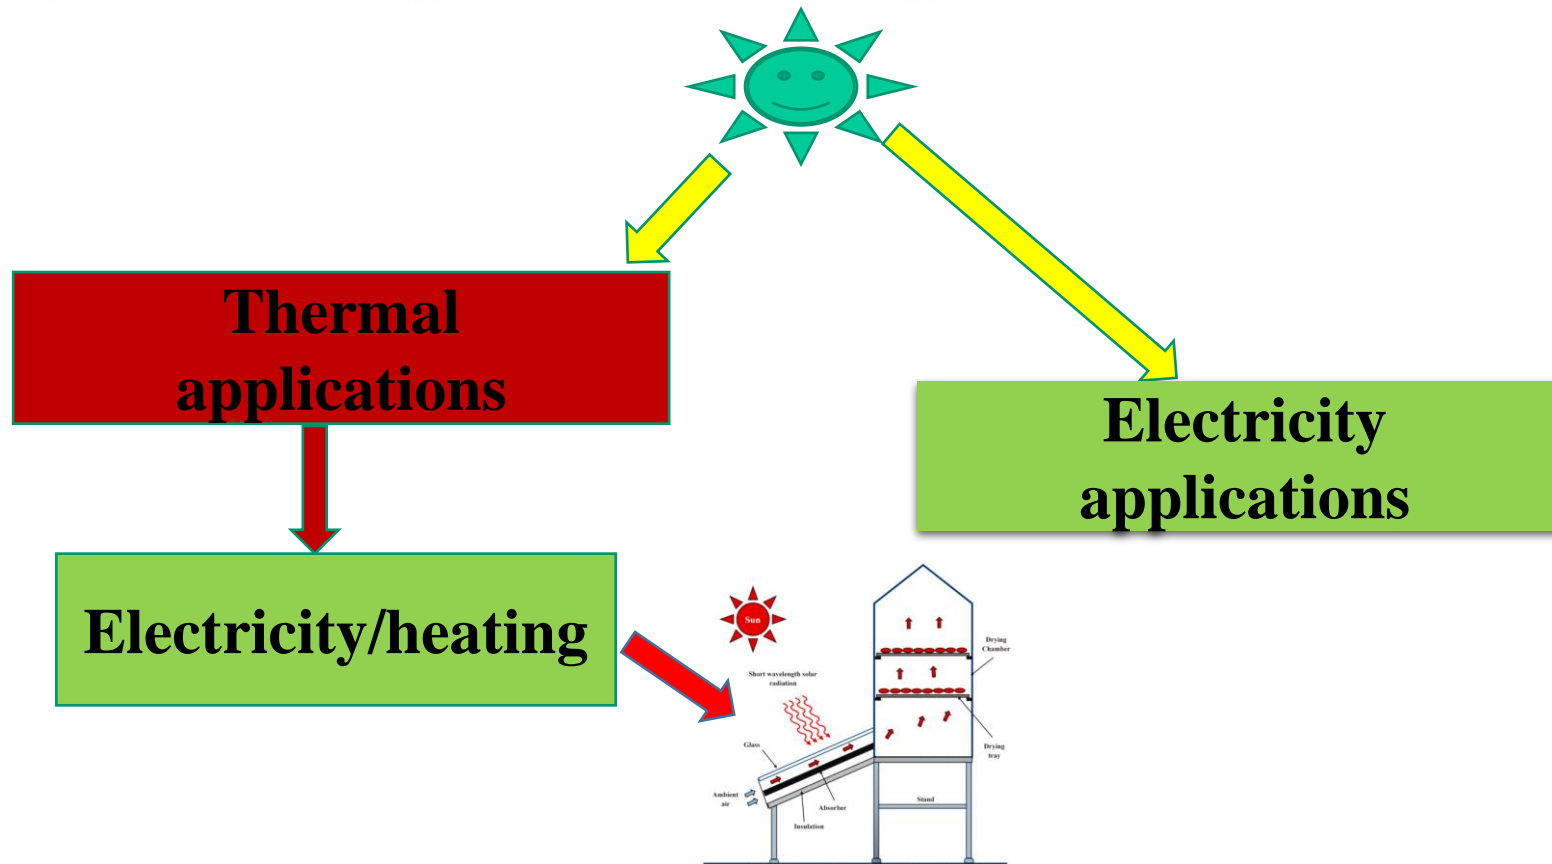 Thermal
applications
Electricity
applications
Electricity/heating
Sun
Short wavelength solar
radiation
Glass
Ambient
air
Absorber
Insulation
Drying
Chamber
Drying
tray
Stand